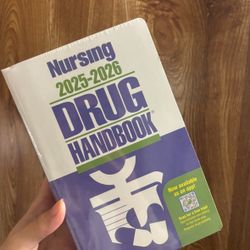 Nursing
2025-2026
DRUG
HANDBOOK®
Now available
as an app!